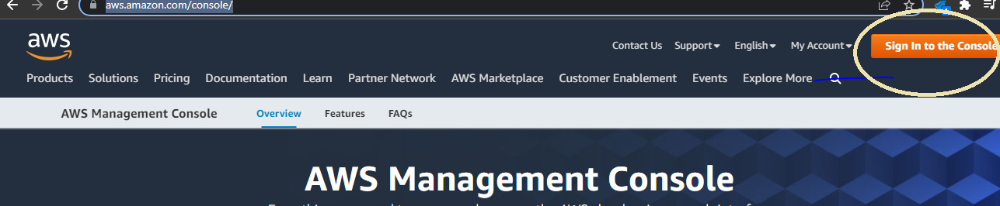 aws.amazon.com/console/
aws
Contact Us Support English My Account Sign In to the Console
Products Solutions Pricing Documentation Learn Partner Network AWS Marketplace Customer Enablement Events Explore More
AWS Management Console Overview Features FAQs
AWS Management Console